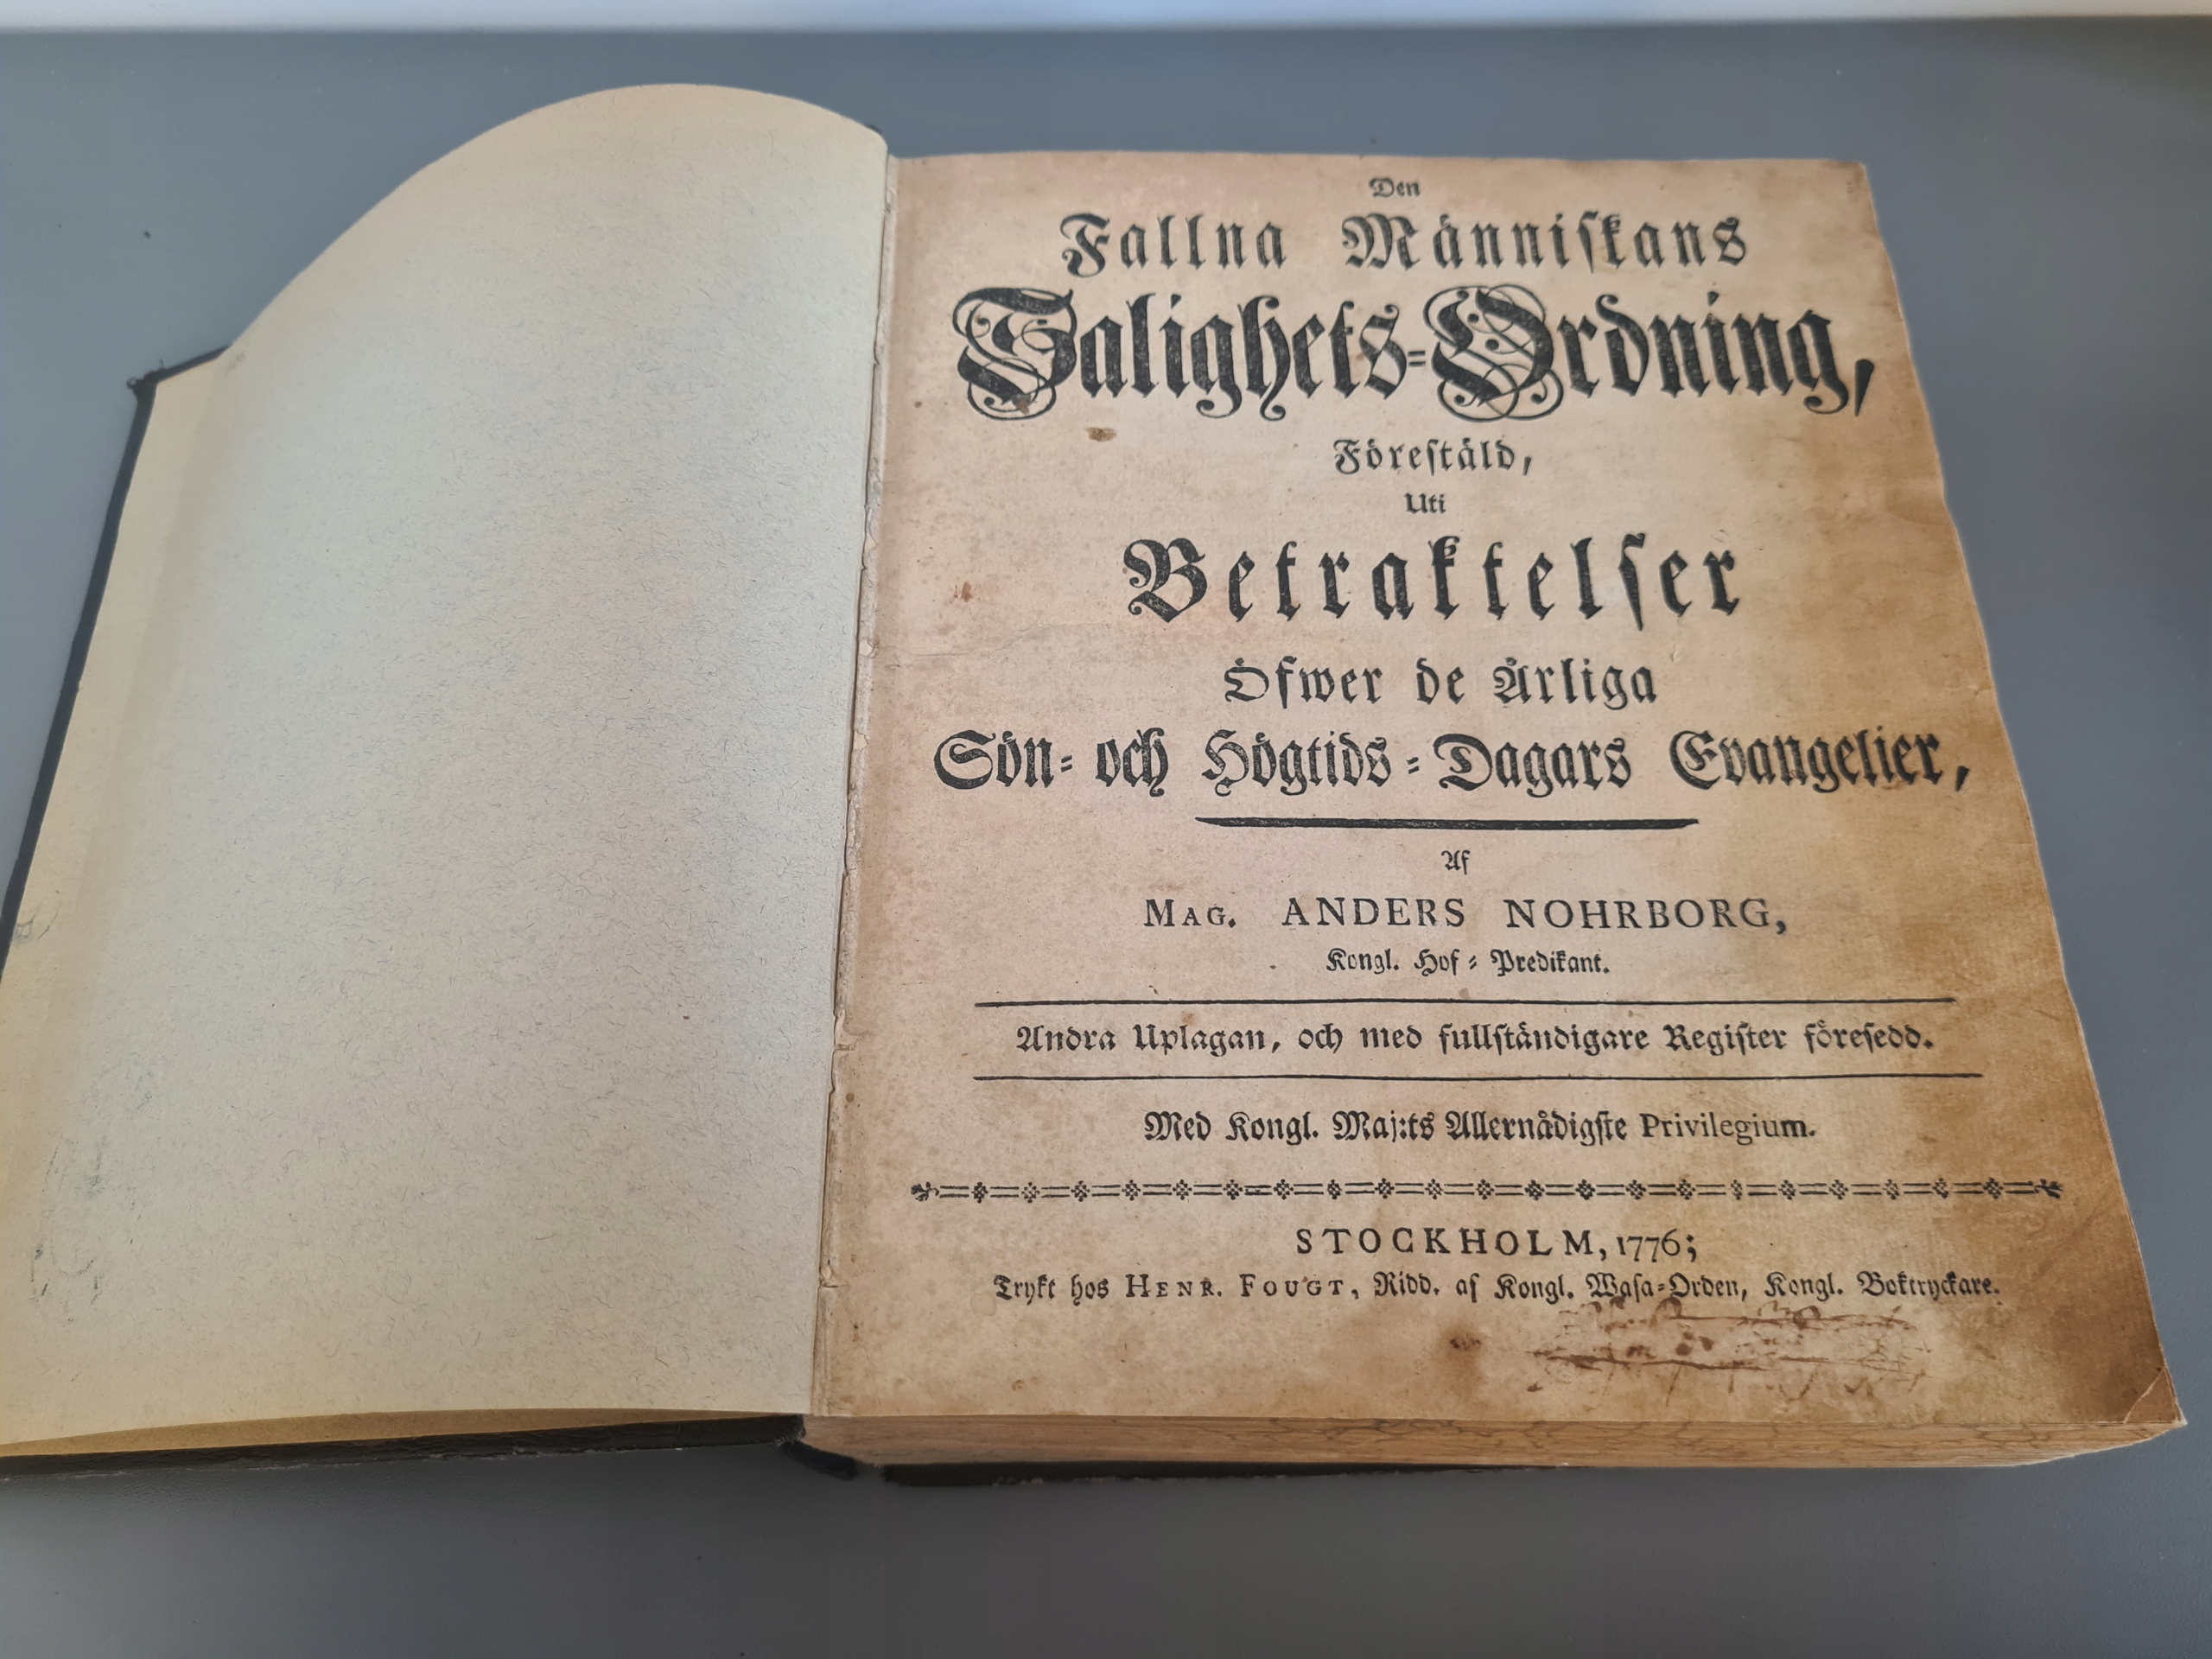 Den
Fallna Människans
Salighets-Ordning,
Förestäld,
Uti
Betraktelser
Öfwer de Årliga
Sön- och Högtids-Dagars Evangelier,
Af
MAG. ANDERS NOHRBORG,
Kongl. Hof-Predikant.
Andra Uplagan, och med fullständigare Register föresedd.
Med Kongl. Maj:ts Allernådigste Privilegium.
STOCKHOLM, 1776;
Trykt hos HENR. FOUGT, Ridd. af Kongl. Wasa-Orden, Kongl. Boktryckare.